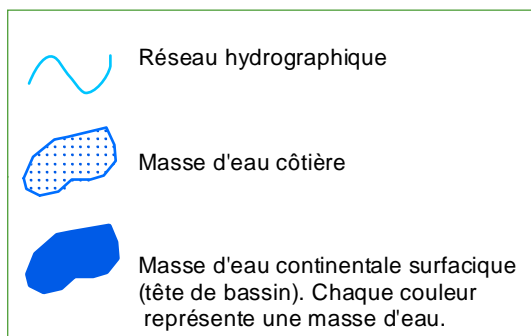 Réseau hydrographique
Masse d'eau côtière
Masse d'eau continentale surfacique
(tête de bassin). Chaque couleur
représente une masse d'eau.